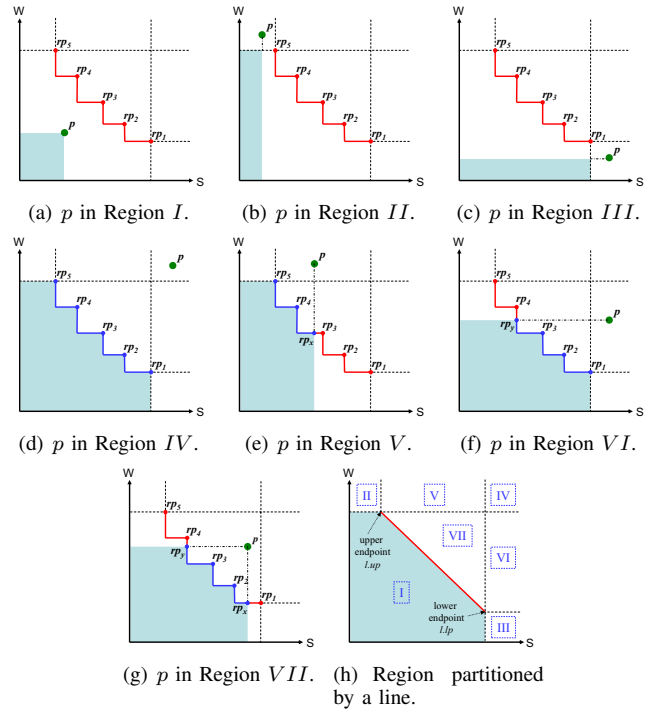 W
rp5
rp4
rp3
rp2
rp1
p
S
(a) p in Region I.
W
p
rp5
rp4
rp3
rp2
rp1
S
(b) p in Region II.
W
rp5
rp4
rp3
rp2
rp1
p
S
(c) p in Region III.
W
p
rp5
rp4
rp3
rp2
rp1
S
(d) p in Region IV.
W
p
rp5
rp4
rpx
rp3
rp2
rp1
S
(e) p in Region V.
W
rp5
rp4
p
rpy
rp3
rp2
rp1
S
(f) p in Region VI.
W
rp5
rp4
p
rpy
rp3
rp2
rpx
rp1
S
(g) p in Region VII.
W
II
V
IV
VII
upper
endpoint
l.up
VI
I
lower
endpoint
l.lp
III
S
(h) Region partitioned
by a line.